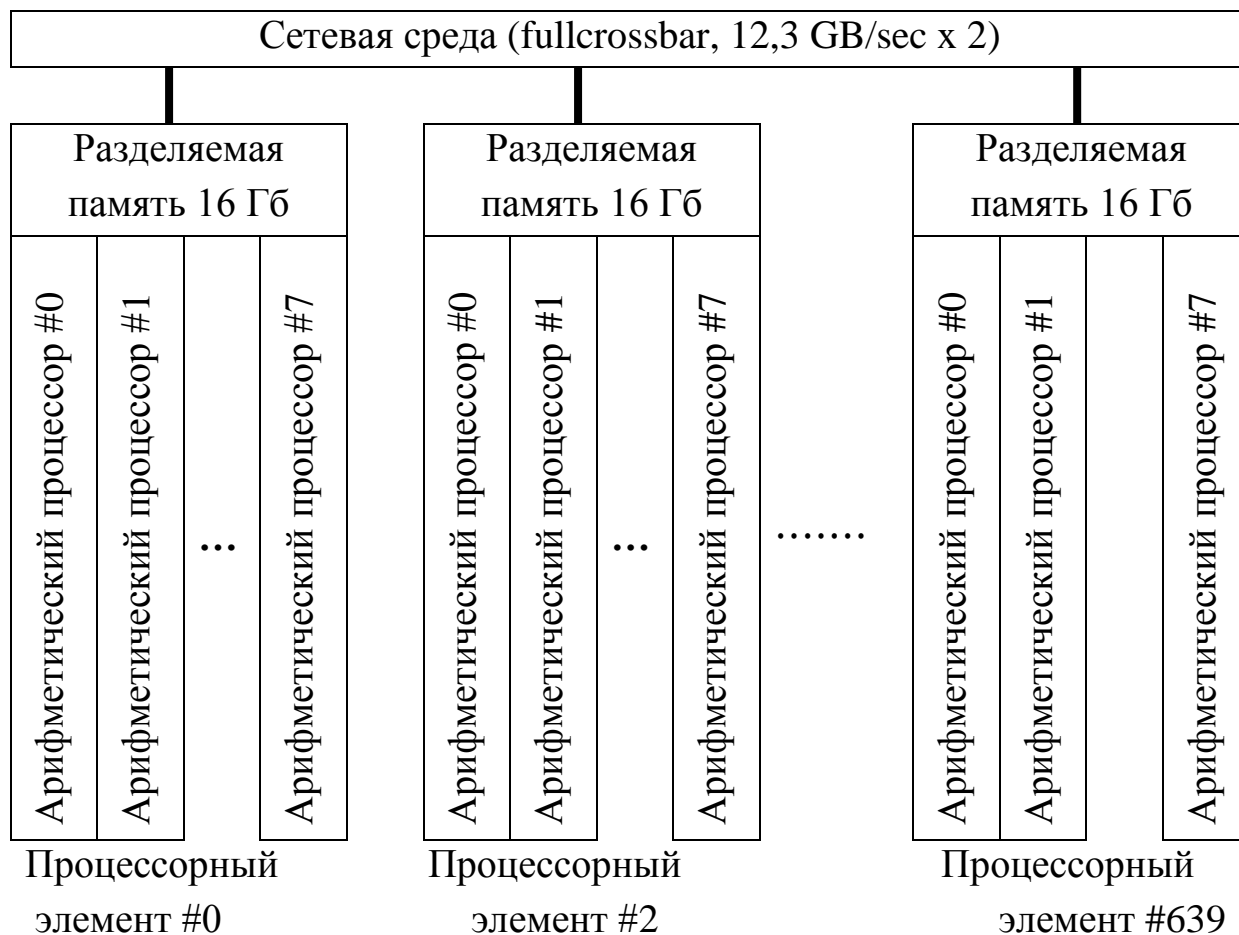 Сетевая среда (fullcrossbar, 12,3 GB/sec x 2)
Разделяемая
память 16 Гб
Арифметический процессор #0
Арифметический процессор #1
...
Арифметический процессор #7
Процессорный
элемент #0
Разделяемая
память 16 Гб
Арифметический процессор #0
Арифметический процессор #1
...
Арифметический процессор #7
Процессорный
элемент #2
.......
Разделяемая
память 16 Гб
Арифметический процессор #0
Арифметический процессор #1
Арифметический процессор #7
Процессорный
элемент #639